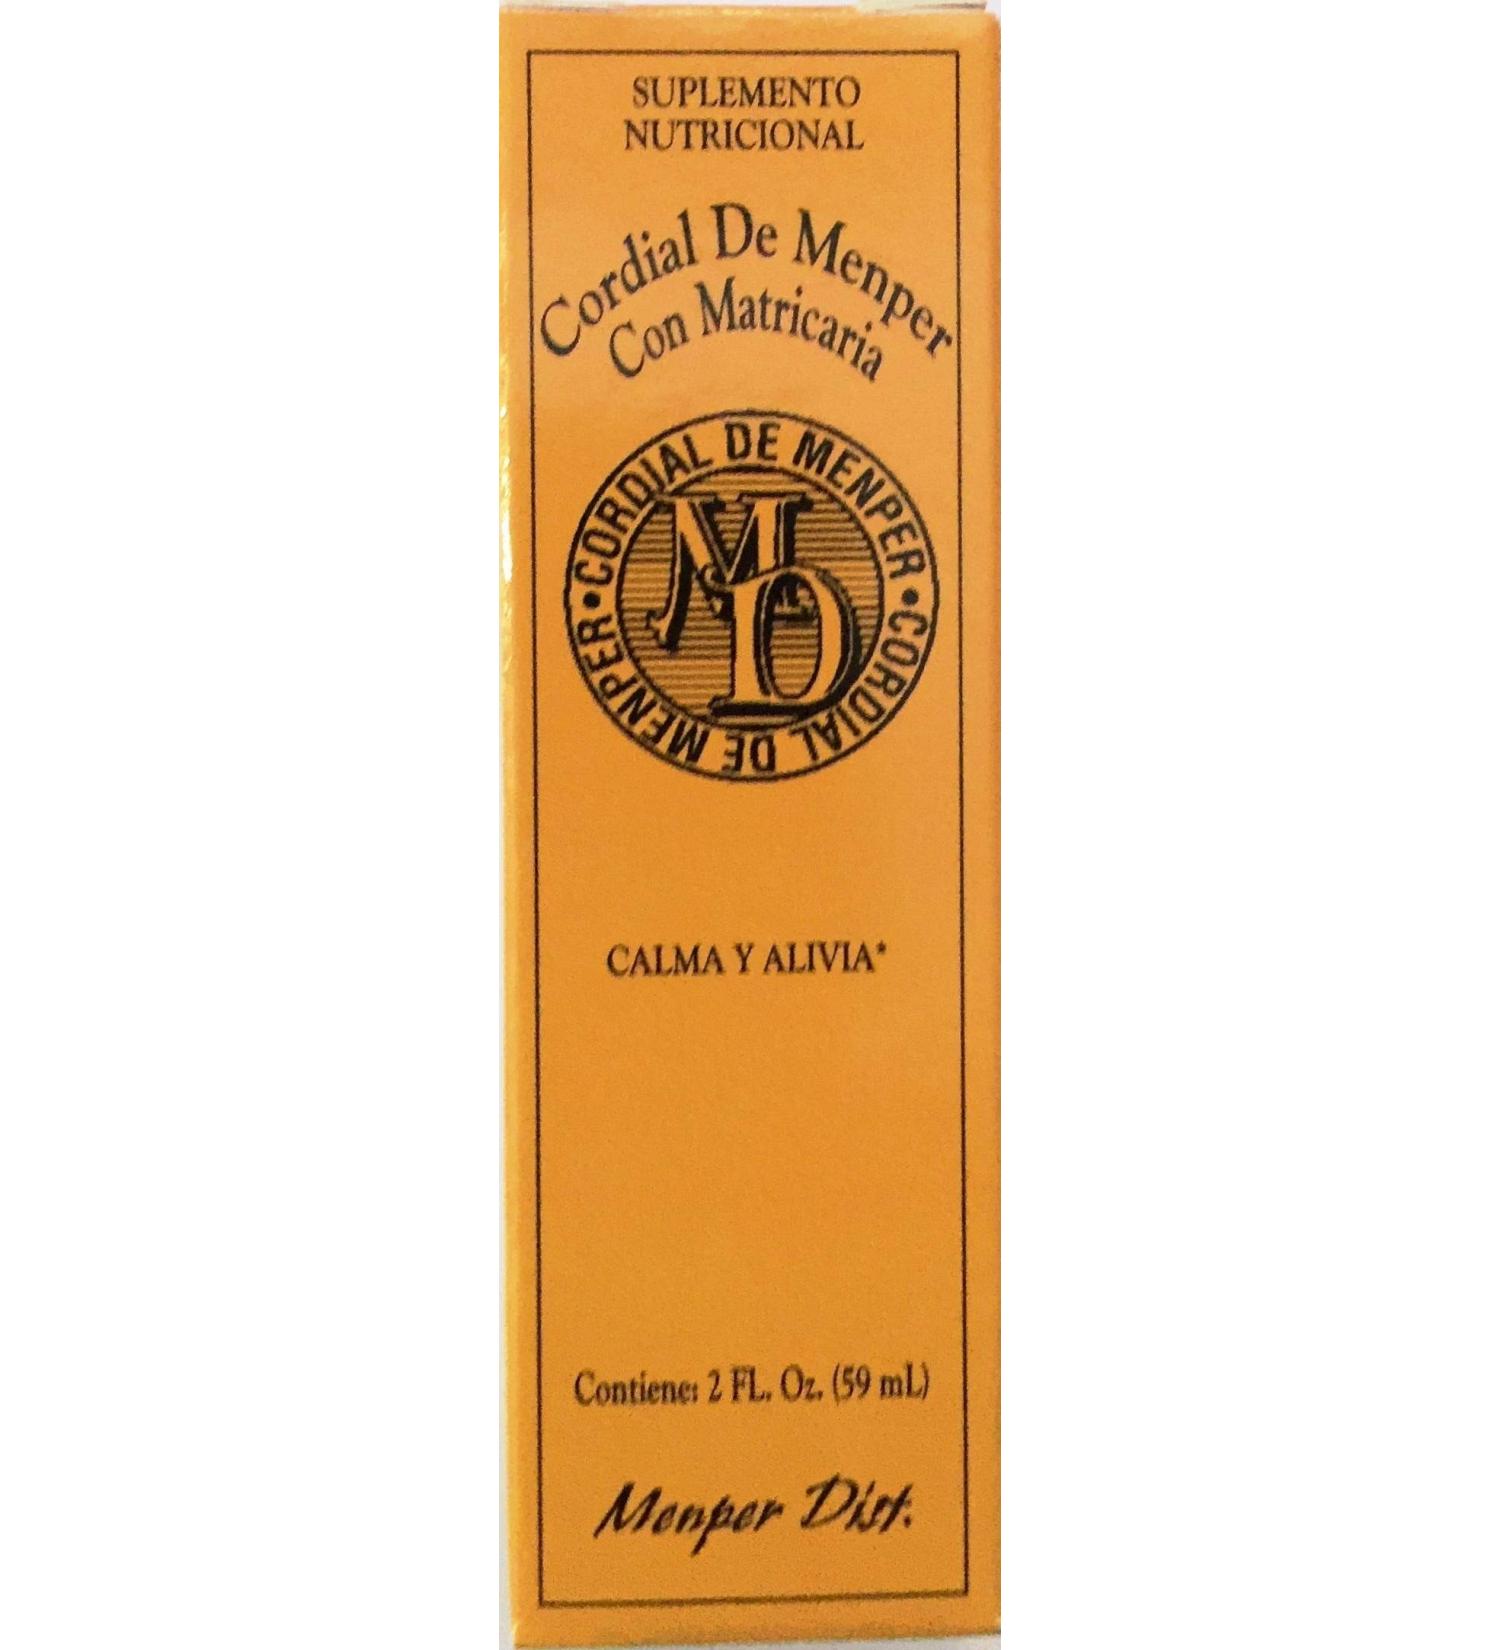 SUPLEMENTO
NUTRICIONAL
Cordial De Menper
Con Matricaria
CORDIAL DE MENPER • CORDIAL DE MENPER •
MD
CALMA Y ALIVIA*
Contiene: 2 FL. Oz. (59 mL)
Menper Dist.